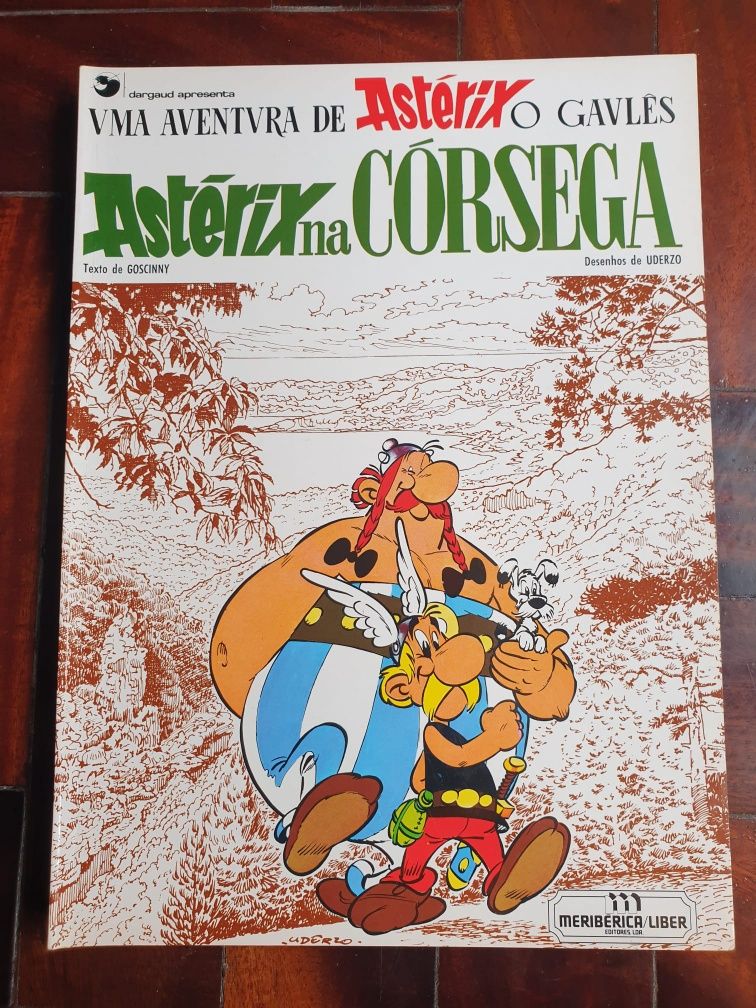 dargaud apresenta
VMA AVENTVRA DE Astérix O GAVLÊS
Astérix na CÓRSEGA
Texto de GOSCINNY
Desenhos de UDERZO
UDERZO
MERIBÉRICA/LIBER
EDITORES, LDA.